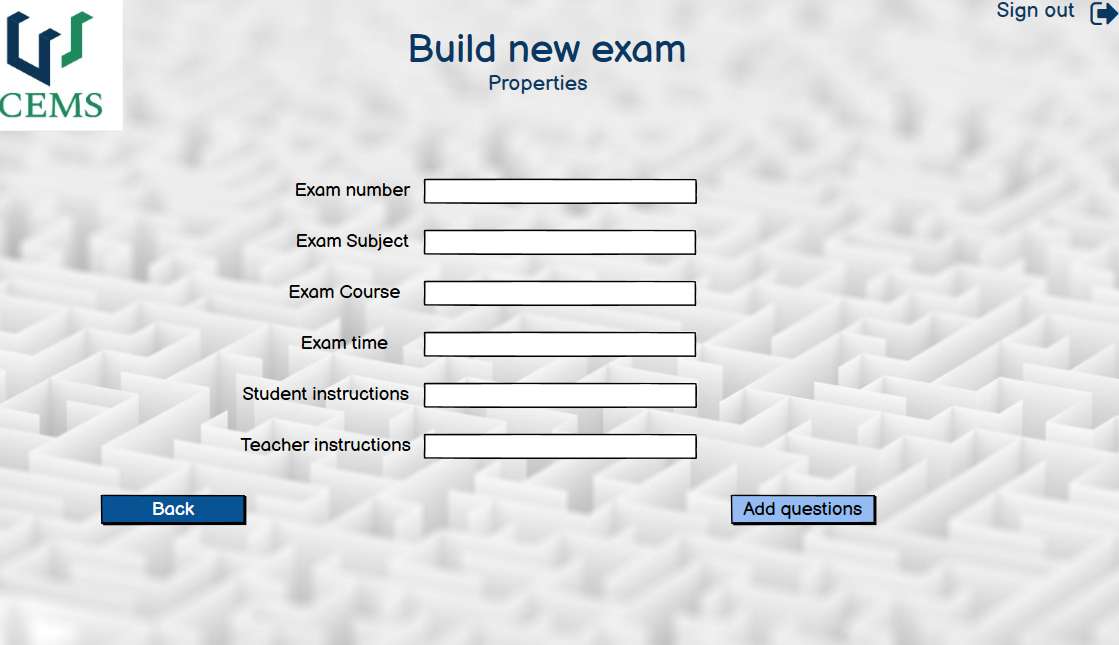 Sign out
CEMS
Build new exam
Properties
Exam number
Exam Subject
Exam Course
Exam time
Student instructions
Teacher instructions
Back
Add questions